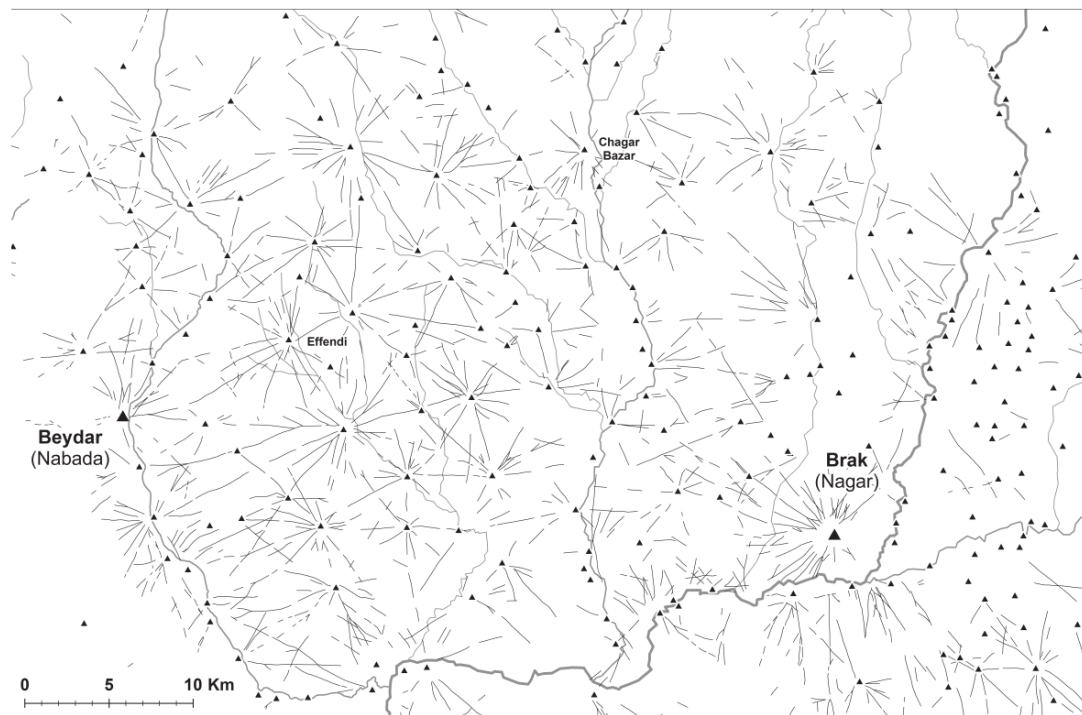 Chagar
Bazar
Effendi
Beydar
(Nabada)
Brak
(Nagar)
0 5 10 Km